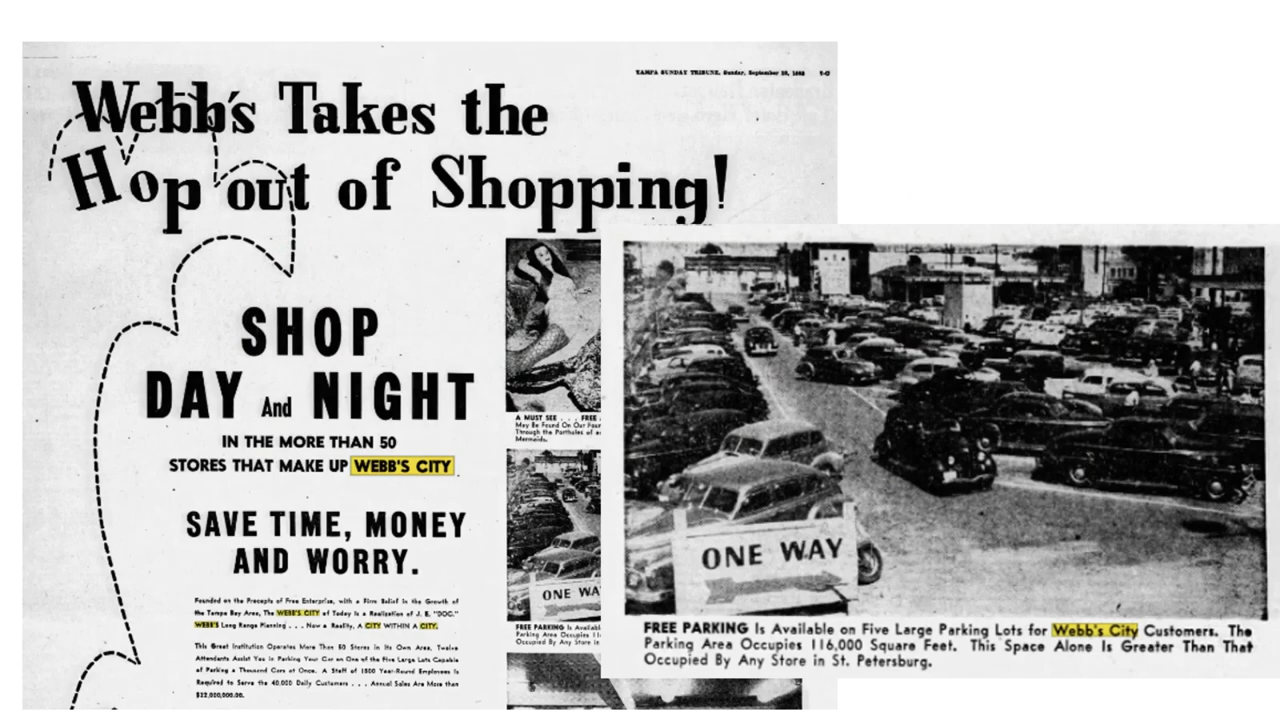 TAMPA SUNDAY TRIBUNE, Sunday, September
Webb's Takes the
Hop out of Shopping!
SHOP
DAY And NIGHT
IN THE MORE THAN 50
STORES THAT MAKE UP WEBB'S CITY
SAVE TIME, MONEY
AND WORRY.
Founded on the Precepts of Free Enterprise, with a Firm Belief in the Growth of
the Tampa Bay Area, The WEBB'S CITY of Today is a Realization of J. E. "DOC."
WEBB'S Long Range Planning . . . Now a Reality, A CITY WITHIN A CITY.
This Great Institution Operates More Than 50 Stores in Its Own Area, Twelve
Attendants Assist You in Parking Your Car on One of the Five Large Lots Capable
of Parking a Thousand Cars at Once. A Staff of 1500 Year-Round Employees is
Required to Serve the 40,000 Daily Customers . . . Annual Sales Are More than
$22,000,000.00.
A MUST SEE . . . FREE
May Be Found On Our Four
Through the Portholes of a
Mermaids.
ONE WA
FREE PARKING Is Availabl
Parking Area Occupies 11
Occupied By Any Store in
ONE WAY
FREE PARKING Is Available on Five Large Parking Lots for Webb's City Customers. The
Parking Area Occupies 116,000 Square Feet. This Space Alone Is Greater Than That
Occupied By Any Store in St. Petersburg.